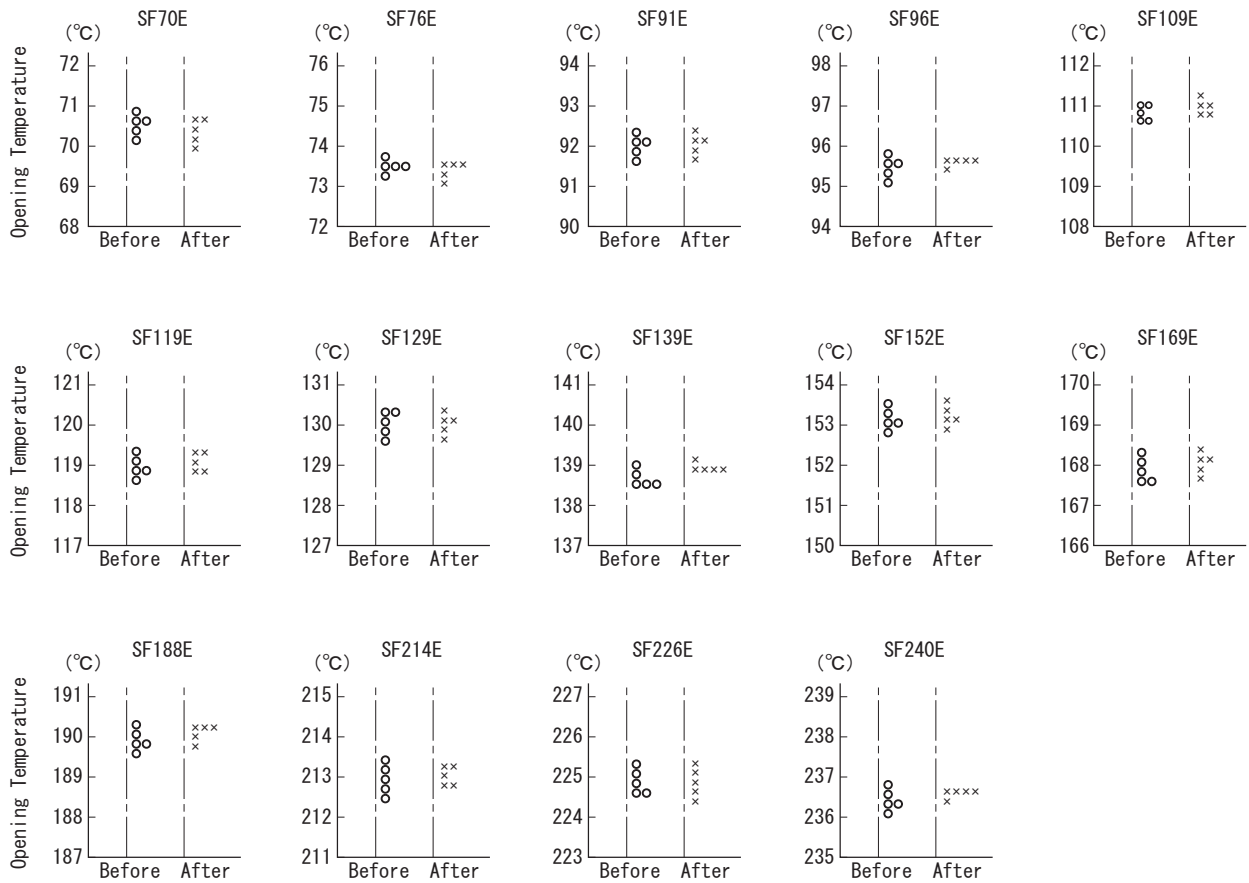 SF70E
(℃)
Opening Temperature
72
71
70
69
68
Before After
SF76E
(℃)
76
75
74
73
72
Before After
SF91E
(℃)
94
93
92
91
90
Before After
SF96E
(℃)
98
97
96
95
94
Before After
SF109E
(℃)
112
111
110
109
108
Before After
SF119E
(℃)
Opening Temperature
121
120
119
118
117
Before After
SF129E
(℃)
131
130
129
128
127
Before After
SF139E
(℃)
141
140
139
138
137
Before After
SF152E
(℃)
154
153
152
151
150
Before After
SF169E
(℃)
170
169
168
167
166
Before After
SF188E
(℃)
Opening Temperature
191
190
189
188
187
Before After
SF214E
(℃)
215
214
213
212
211
Before After
SF226E
(℃)
227
226
225
224
223
Before After
SF240E
(℃)
239
238
237
236
235
Before After